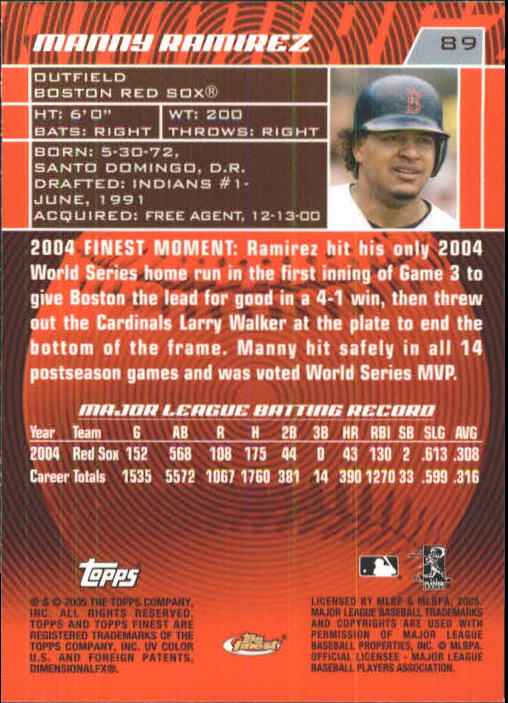 MANNY RAMIREZ
89
OUTFIELD
BOSTON RED SOX®
HT: 6'0" WT: 200
BATS: RIGHT THROWS: RIGHT
BORN: 5-30-72,
SANTO DOMINGO, D.R.
DRAFTED: INDIANS #1-
JUNE, 1991
ACQUIRED: FREE AGENT, 12-13-00
B
2004 FINEST MOMENT: Ramirez hit his only 2004
World Series home run in the first inning of Game 3 to
give Boston the lead for good in a 4-1 win, then threw
out the Cardinals Larry Walker at the plate to end the
bottom of the frame. Manny hit safely in all 14
postseason games and was voted World Series MVP.
MAJOR LEAGUE BATTING RECORD
Year Team G AB R H 2B 3B HR RBI SB SLG AVG
2004 Red Sox 152 568 108 175 44 0 43 130 2 .613 .308
Career Totals 1535 5572 1067 1760 381 14 390 1270 33 .599 .316
topps
® & © 2005 THE TOPPS COMPANY,
INC. ALL RIGHTS RESERVED.
TOPPS AND TOPPS FINEST ARE
REGISTERED TRADEMARKS OF THE
TOPPS COMPANY, INC. UV COLOR
U.S. AND FOREIGN PATENTS,
DIMENSIONALFX®.
Topps
finest
LICENSED BY MLBP & MLBPA, 2005.
MAJOR LEAGUE BASEBALL TRADEMARKS
AND COPYRIGHTS ARE USED WITH
PERMISSION OF MAJOR LEAGUE
BASEBALL PROPERTIES, INC. © MLBPA.
OFFICIAL LICENSEE - MAJOR LEAGUE
BASEBALL PLAYERS ASSOCIATION.